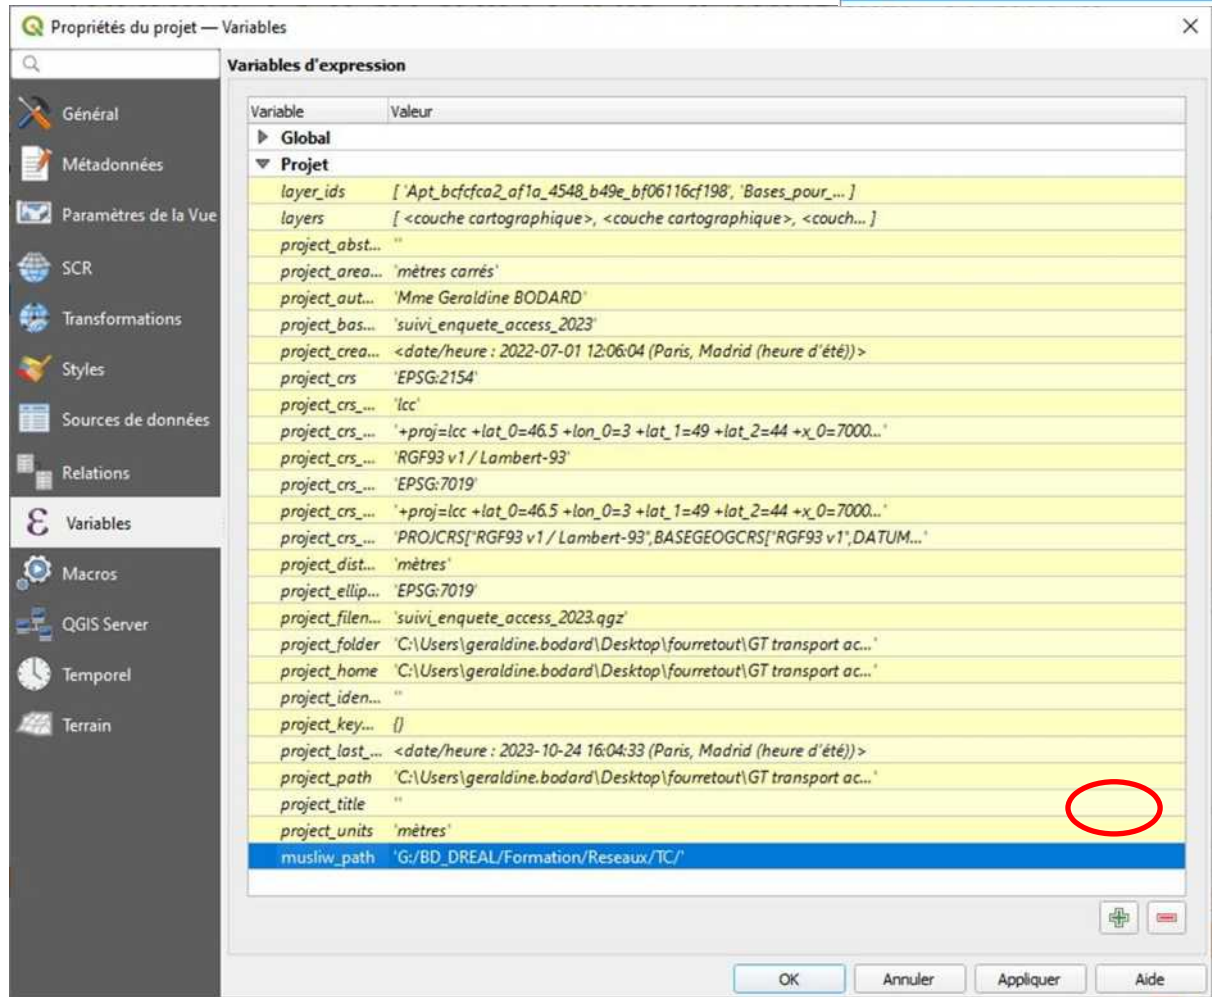 Propriétés du projet — Variables
Variables d'expression
Général
Métadonnées
Paramètres de la Vue
SCR
Transformations
Styles
Sources de données
Relations
Variables
Macros
QGIS Server
Temporel
Terrain
Variable Valeur
Global
Projet
layer_ids [ 'Apt_bcfcfca2_af1a_4548_b49e_bf06116cf198', 'Bases_pour_... ]
layers [ <couche cartographique>, <couche cartographique>, <couch... ]
project_abst... ''
project_area... 'mètres carrés'
project_aut... 'Mme Geraldine BODARD'
project_bas... 'suivi_enquete_access_2023'
project_crea... <date/heure : 2022-07-01 12:06:04 (Paris, Madrid (heure d'été))>
project_crs 'EPSG:2154'
project_crs_... 'lcc'
project_crs_... '+proj=lcc +lat_0=46.5 +lon_0=3 +lat_1=49 +lat_2=44 +x_0=7000...'
project_crs_... 'RGF93 v1 / Lambert-93'
project_crs_... 'EPSG:7019'
project_crs_... '+proj=lcc +lat_0=46.5 +lon_0=3 +lat_1=49 +lat_2=44 +x_0=7000...'
project_crs_... 'PROJCRS["RGF93 v1 / Lambert-93",BASEGEOGCRS["RGF93 v1",DATUM...'
project_dist... 'mètres'
project_ellip... 'EPSG:7019'
project_filen... 'suivi_enquete_access_2023.qgz'
project_folder 'C:\Users\geraldine.bodard\Desktop\fourretout\GT transport ac...'
project_home 'C:\Users\geraldine.bodard\Desktop\fourretout\GT transport ac...'
project_iden... ''
project_key... {}
project_last_... <date/heure : 2023-10-24 16:04:33 (Paris, Madrid (heure d'été))>
project_path 'C:\Users\geraldine.bodard\Desktop\fourretout\GT transport ac...'
project_title ''
project_units 'mètres'
musliw_path 'G:/BD_DREAL/Formation/Reseaux/TC/'
OK Annuler Appliquer Aide